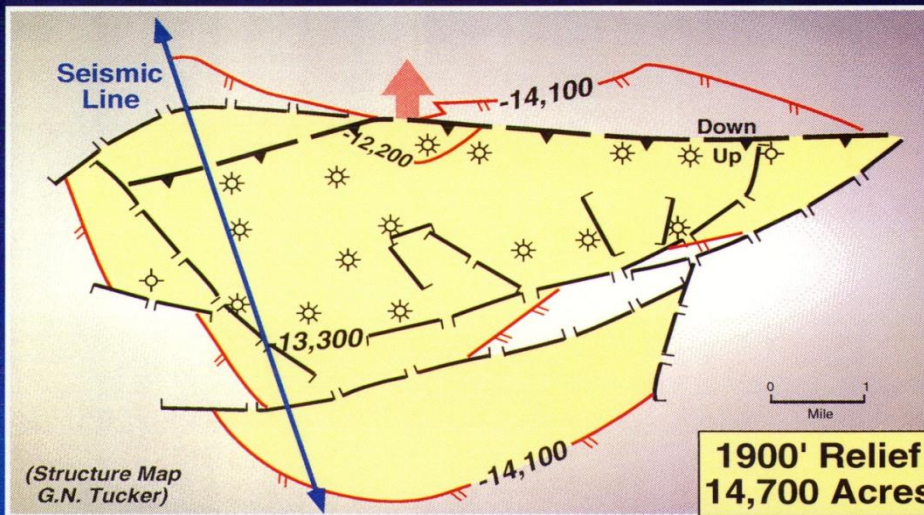 Seismic
Line
-14,100
-12,200
Down
Up
-13,300
0 1
Mile
-14,100
(Structure Map
G.N. Tucker)
1900' Relief
14,700 Acres